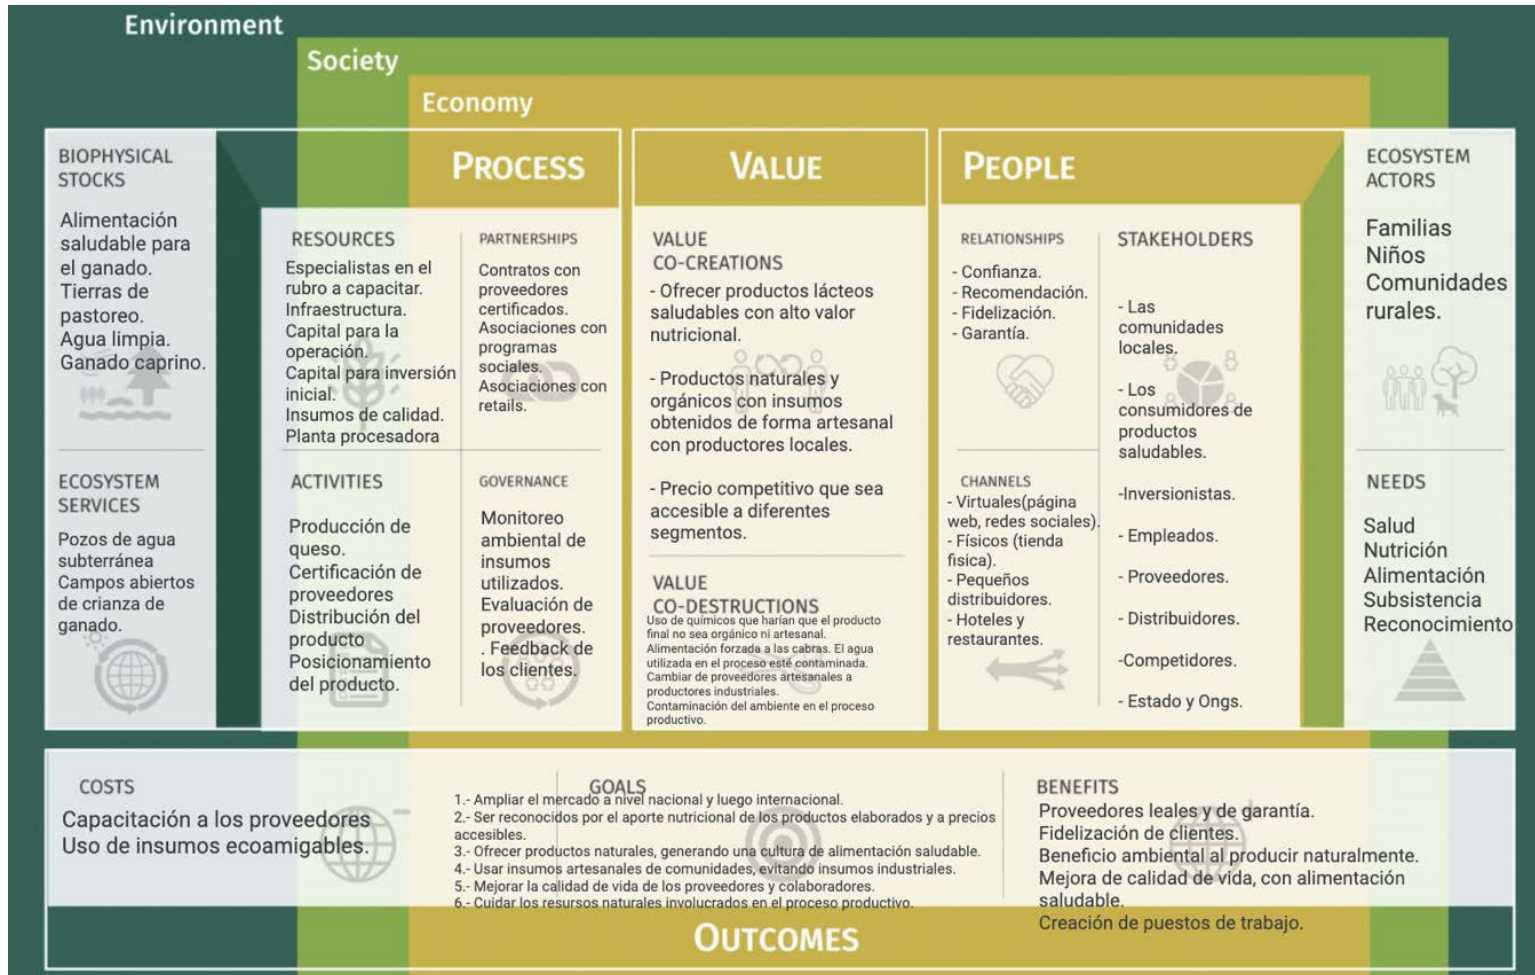 Environment
Society
Economy
BIOPHYSICAL
STOCKS
Alimentación
saludable para
el ganado.
Tierras de
pastoreo.
Agua limpia.
Ganado caprino.
ECOSYSTEM
SERVICES
Pozos de agua
subterránea
Campos abiertos
de crianza de
ganado.
PROCESS
RESOURCES
Especialistas en el
rubro a capacitar.
Infraestructura.
Capital para la
operación.
Capital para inversión
inicial.
Insumos de calidad.
Planta procesadora
PARTNERSHIPS
Contratos con
proveedores
certificados.
Asociaciones con
programas
sociales.
Asociaciones con
retails.
ACTIVITIES
Producción de
queso.
Certificación de
proveedores
Distribución del
producto
Posicionamiento
del producto.
GOVERNANCE
Monitoreo
ambiental de
insumos
utilizados.
Evaluación de
proveedores.
. Feedback de
los clientes.
VALUE
VALUE
CO-CREATIONS
- Ofrecer productos lácteos
saludables con alto valor
nutricional.
- Productos naturales y
orgánicos con insumos
obtenidos de forma artesanal
con productores locales.
- Precio competitivo que sea
accesible a diferentes
segmentos.
VALUE
CO-DESTRUCTIONS
Uso de químicos que harían que el producto
final no sea orgánico ni artesanal.
Alimentación forzada a las cabras. El agua
utilizada en el proceso esté contaminada.
Cambiar de proveedores artesanales a
productores industriales.
Contaminación del ambiente en el proceso
productivo.
PEOPLE
RELATIONSHIPS
- Confianza.
- Recomendación.
- Fidelización.
- Garantía.
STAKEHOLDERS
- Las
comunidades
locales.
- Los
consumidores de
productos
saludables.
-Inversionistas.
- Empleados.
- Proveedores.
- Distribuidores.
-Competidores.
- Estado y Ongs.
CHANNELS
- Virtuales(página
web, redes sociales).
- Físicos (tienda
fisica).
- Pequeños
distribuidores.
- Hoteles y
restaurantes.
ECOSYSTEM
ACTORS
Familias
Niños
Comunidades
rurales.
NEEDS
Salud
Nutrición
Alimentación
Subsistencia
Reconocimiento
COSTS
Capacitación a los proveedores
Uso de insumos ecoamigables.
GOALS
1.- Ampliar el mercado a nivel nacional y luego internacional.
2.- Ser reconocidos por el aporte nutricional de los productos elaborados y a precios
accesibles.
3.- Ofrecer productos naturales, generando una cultura de alimentación saludable.
4.- Usar insumos artesanales de comunidades, evitando insumos industriales.
5.- Mejorar la calidad de vida de los proveedores y colaboradores.
6.- Cuidar los resursos naturales involucrados en el proceso productivo.
BENEFITS
Proveedores leales y de garantía.
Fidelización de clientes.
Beneficio ambiental al producir naturalmente.
Mejora de calidad de vida, con alimentación
saludable.
Creación de puestos de trabajo.
OUTCOMES